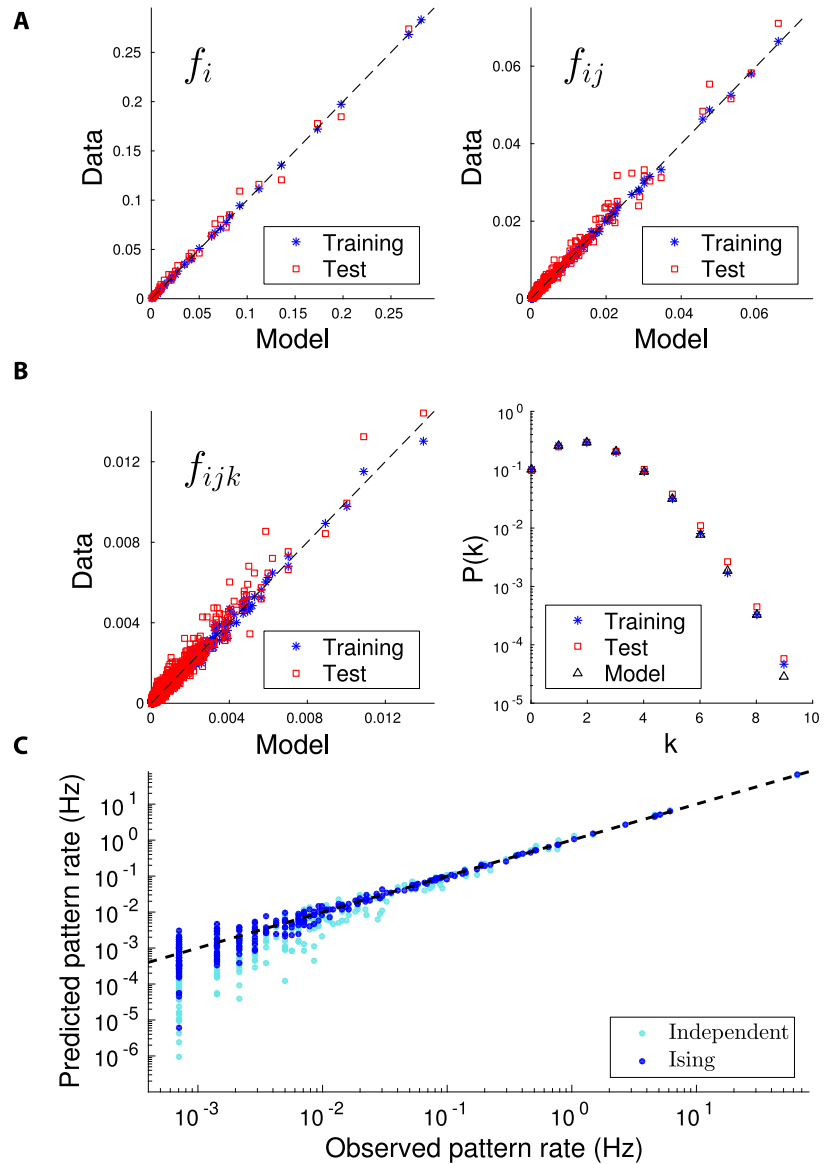 A
f_i
Data
0.25
0.2
0.15
0.1
0.05
0
0 0.05 0.1 0.15 0.2 0.25
Model
Training
Test
f_{ij}
Data
0.06
0.04
0.02
0
0 0.02 0.04 0.06
Model
Training
Test
B
f_{ijk}
Data
0.012
0.008
0.004
0
0 0.004 0.008 0.012
Model
Training
Test
P(k)
10^0
10^-1
10^-2
10^-3
10^-4
10^-5
0 2 4 6 8 10
k
Training
Test
Model
C
Predicted pattern rate (Hz)
10^1
10^0
10^-1
10^-2
10^-3
10^-4
10^-5
10^-6
10^-3 10^-2 10^-1 10^0 10^1
Observed pattern rate (Hz)
Independent
Ising